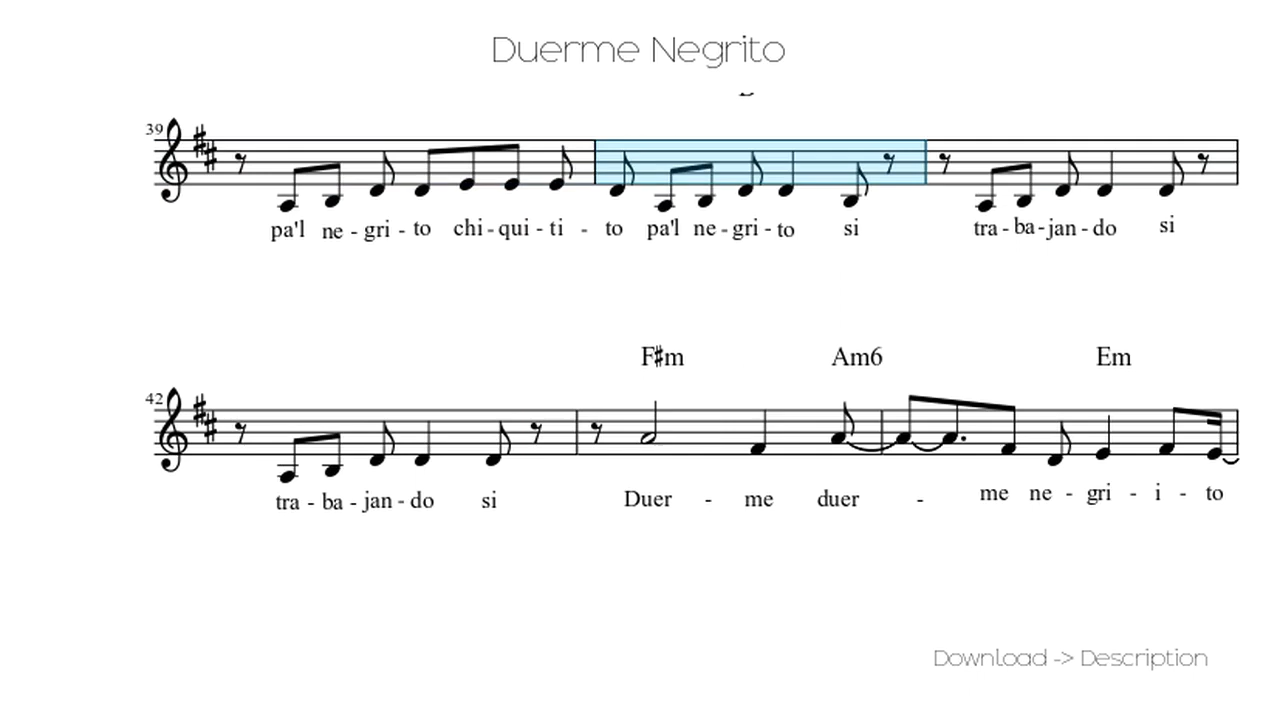 Duerme Negrito
39
pa'l ne - gri - to chi - qui - ti - to pa'l ne - gri - to si tra - ba - jan - do si
F#m Am6 Em
42
tra - ba - jan - do si Duer - me duer - me ne - gri - i - to
Download -> Description